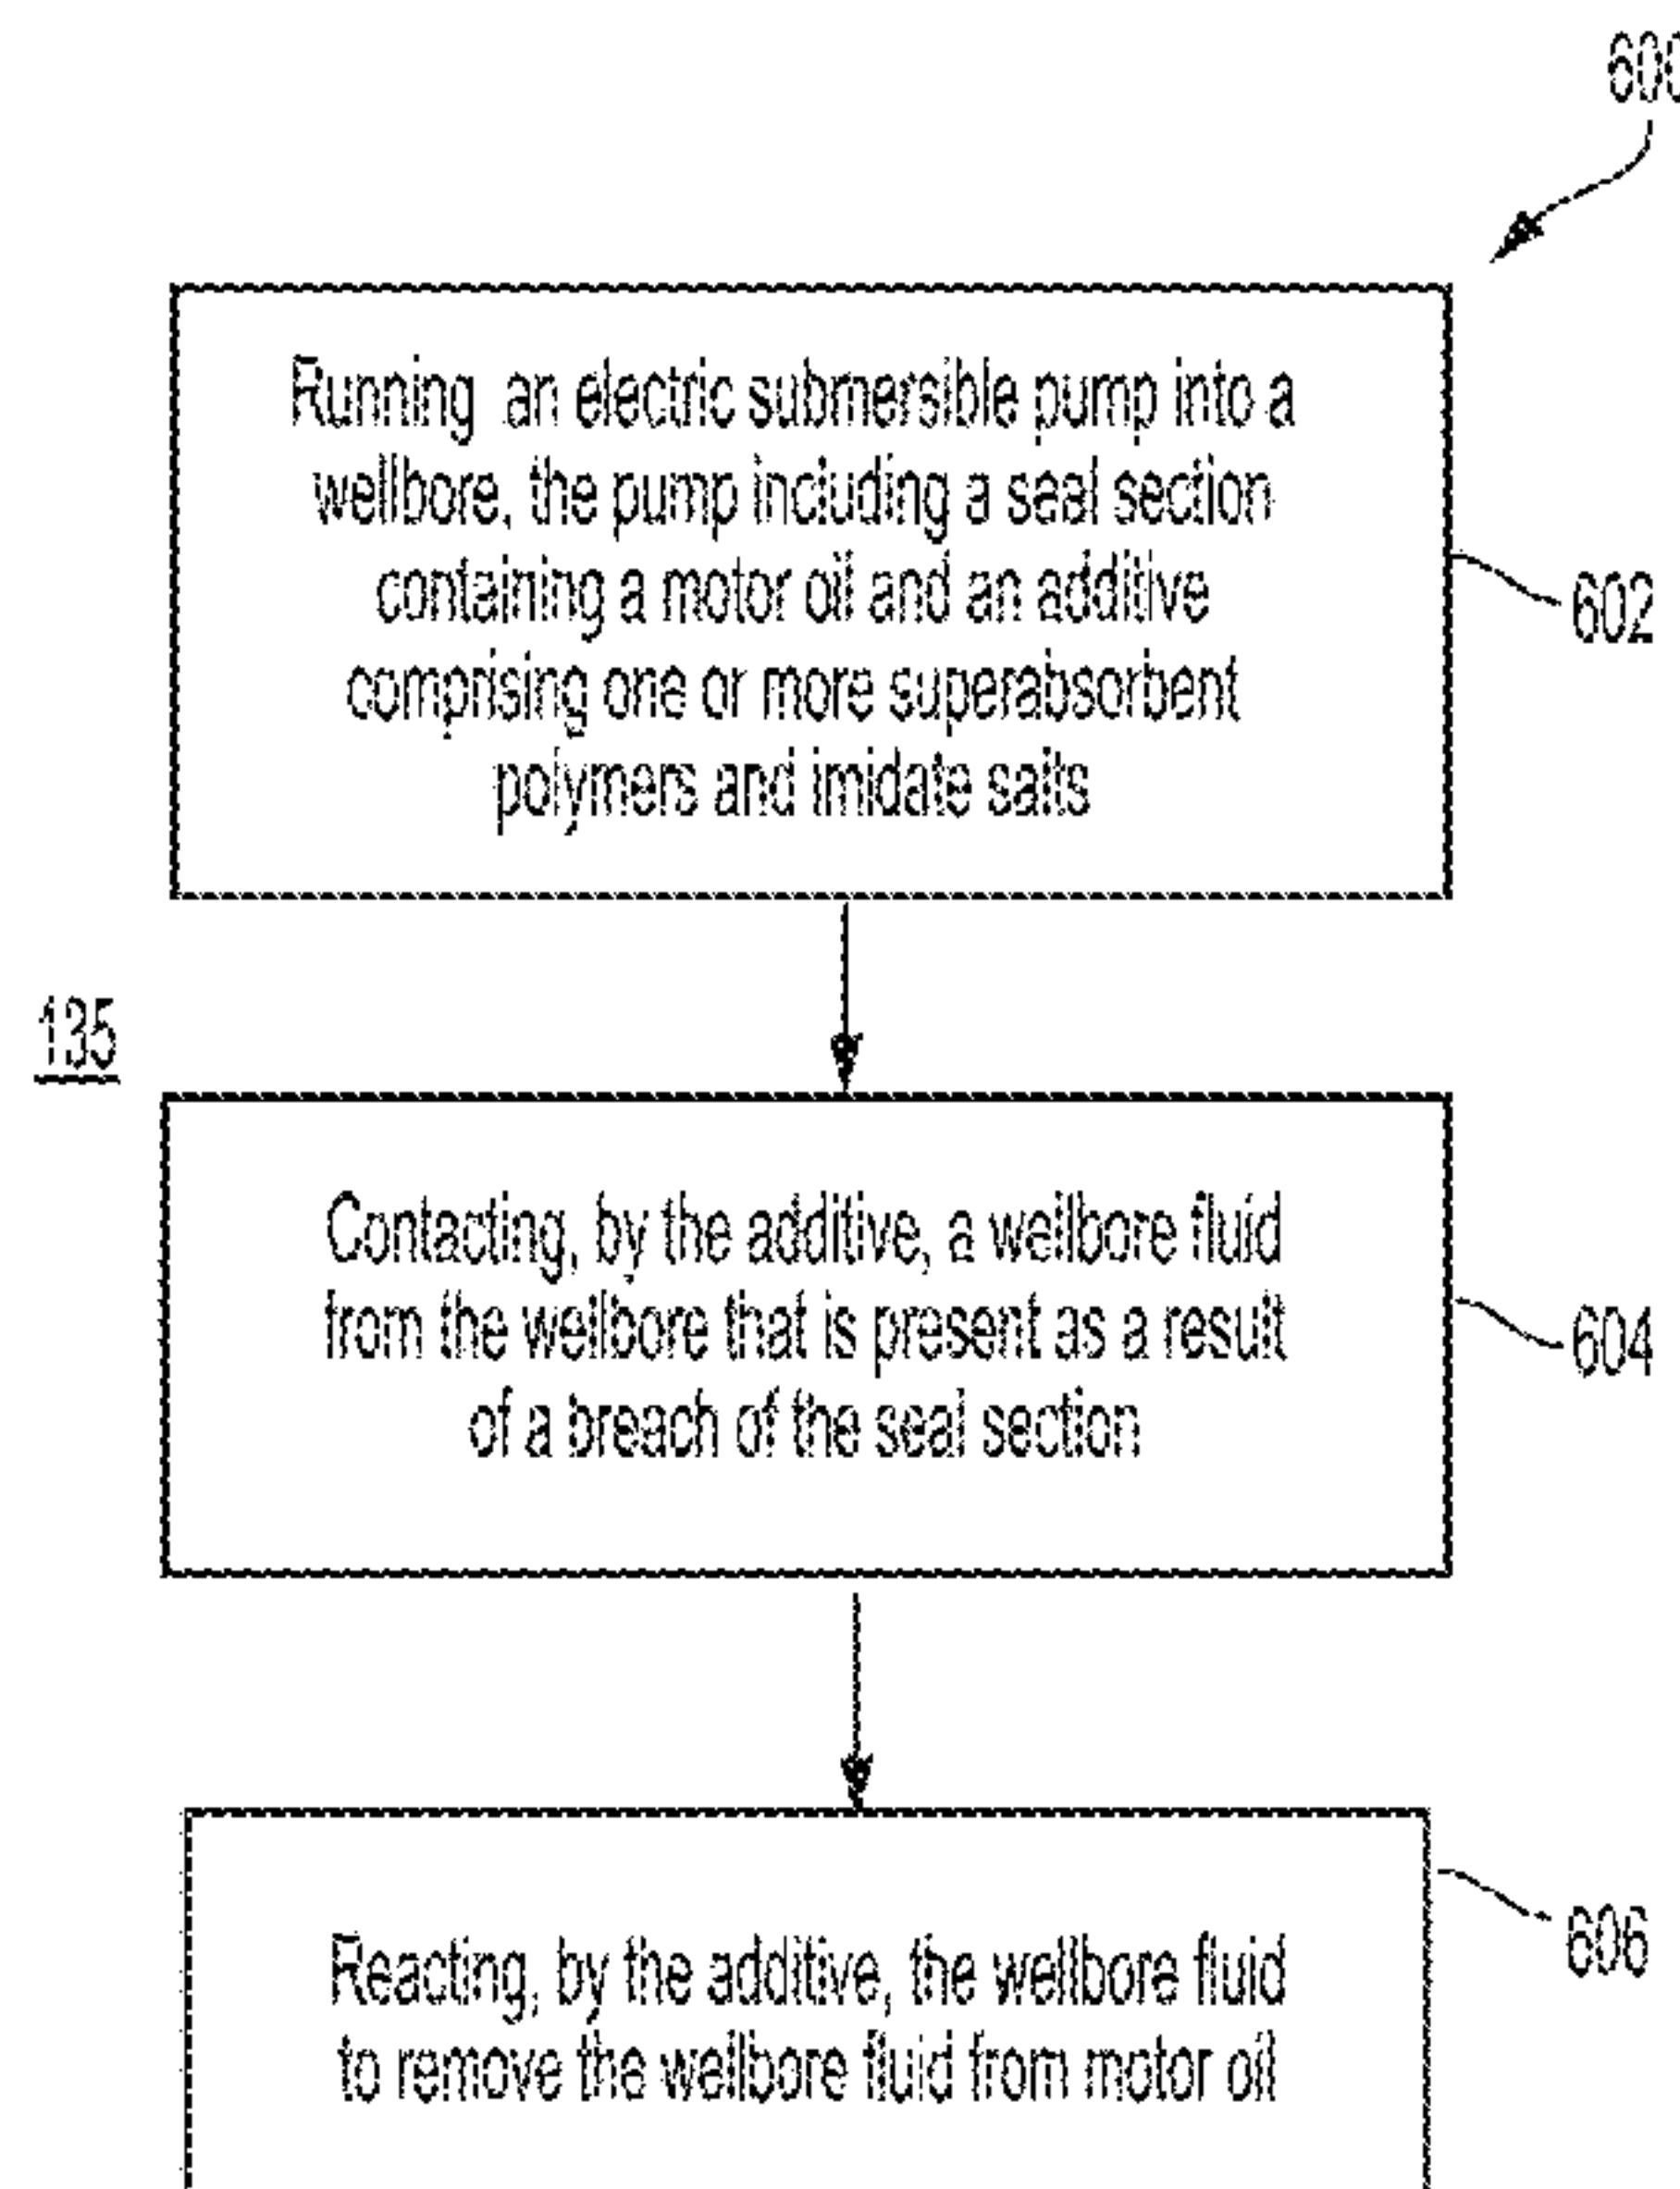 600
Running an electric submersible pump into a
wellbore, the pump including a seal section
containing a motor oil and an additive
comprising one or more superabsorbent
polymers and imidate salts
602
135
Contacting, by the additive, a wellbore fluid
from the wellbore that is present as a result
of a breach of the seal section
604
Reacting, by the additive, the wellbore fluid
to remove the wellbore fluid from motor oil
606